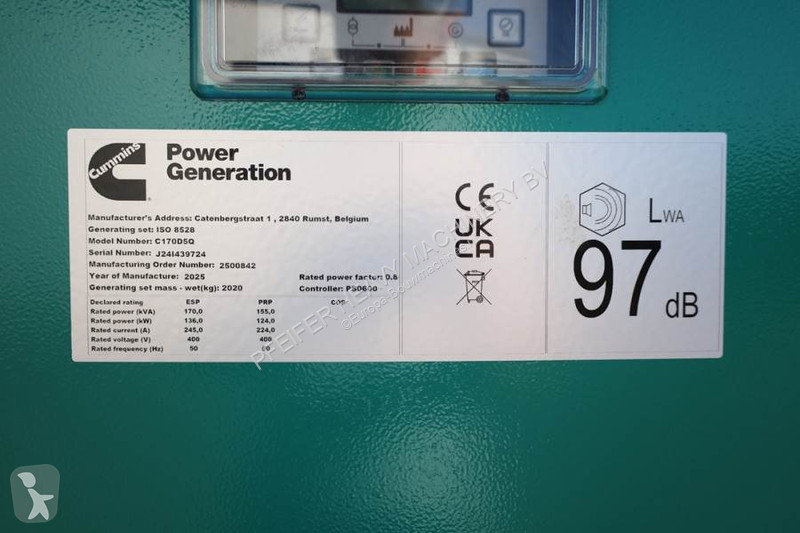 Cummins
Power
Generation
Manufacturer's Address: Catenbergstraat 1 , 2840 Rumst, Belgium
Generating set: ISO 8528
Model Number: C170D5Q
Serial Number: J24I439724
Manufacturing Order Number: 2500842
Year of Manufacture: 2025 Rated power factor: 0.8
Generating set mass - wet(kg): 2020 Controller: PS0600
Declared rating ESP PRP COP
Rated power (kVA) 170,0 155,0
Rated power (kW) 136,0 124,0
Rated current (A) 245,0 224,0
Rated voltage (V) 400 400
Rated frequency (Hz) 50 50
CE
UK
CA
LWA
97 dB
PFEIFER HEAVY MACHINERY BV
©Europe-Bouwmachines